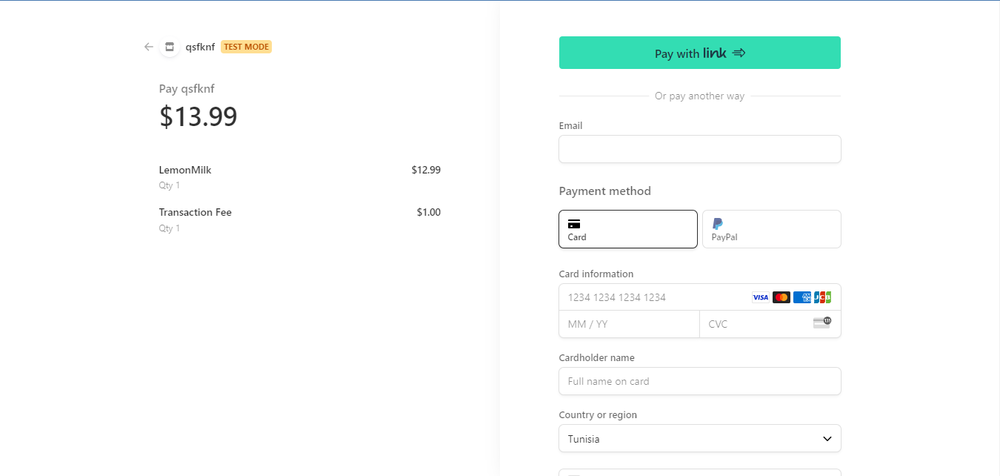 qsfknf TEST MODE
Pay qsfknf
$13.99
LemonMilk $12.99
Qty 1
Transaction Fee $1.00
Qty 1
Pay with link
Or pay another way
Email
Payment method
Card
PayPal
Card information
1234 1234 1234 1234 VISA JCB
MM / YY CVC
Cardholder name
Full name on card
Country or region
Tunisia